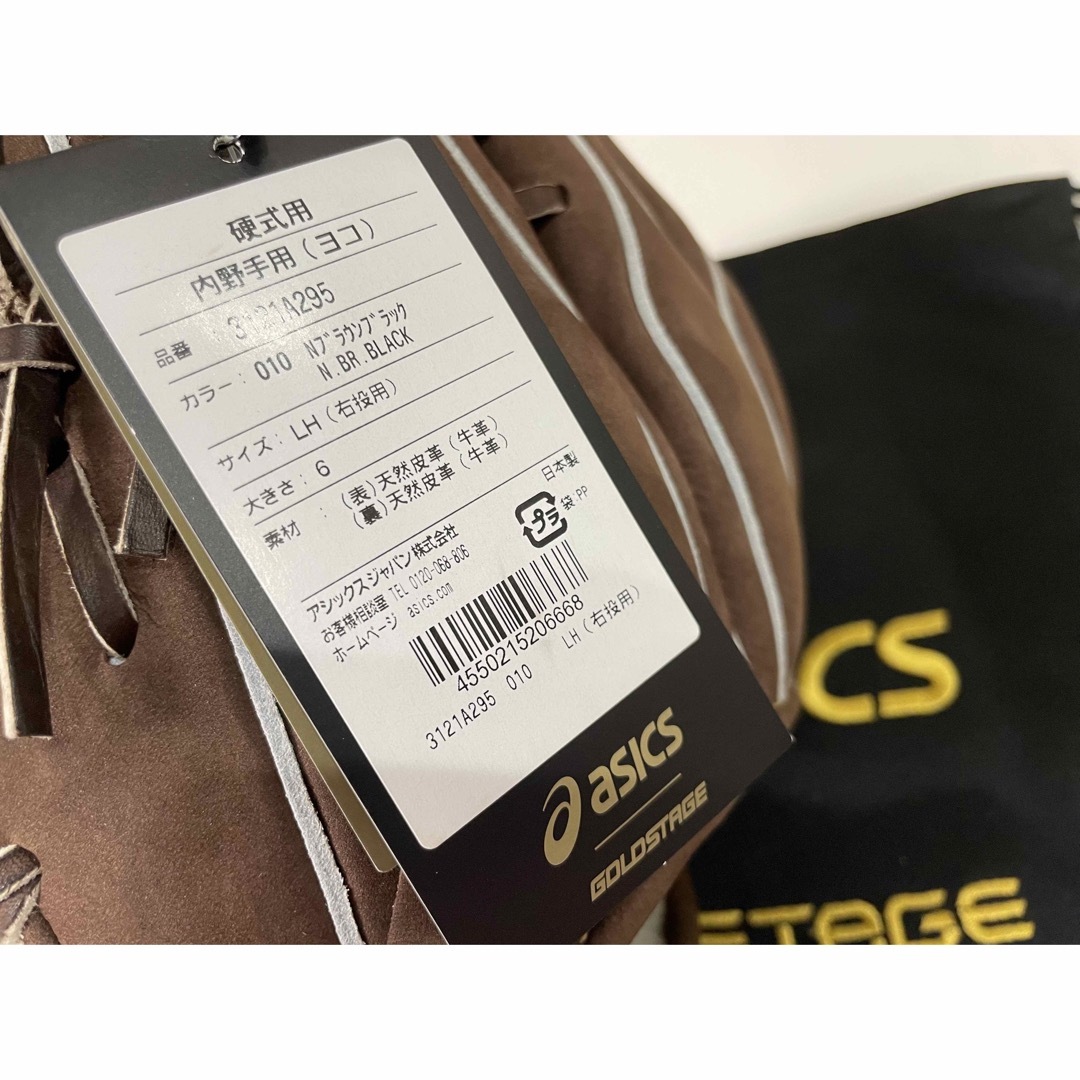 硬式用
内野手用(ヨコ)
品番 3121A295
カラー: 010 Nブラウンブラック
N.BR.BLACK
サイズ: LH(右投用)
大きさ: 6
素材 (表)天然皮革(牛革)
(裏)天然皮革(牛革)
日本製
プラ 袋:PP
アシックスジャパン株式会社
お客様相談室 TEL 0120-068-806
ホームページ asics.com
4550215206668
3121A295 010 LH(右投用)
asics
GOLDSTAGE
CS
STAGE